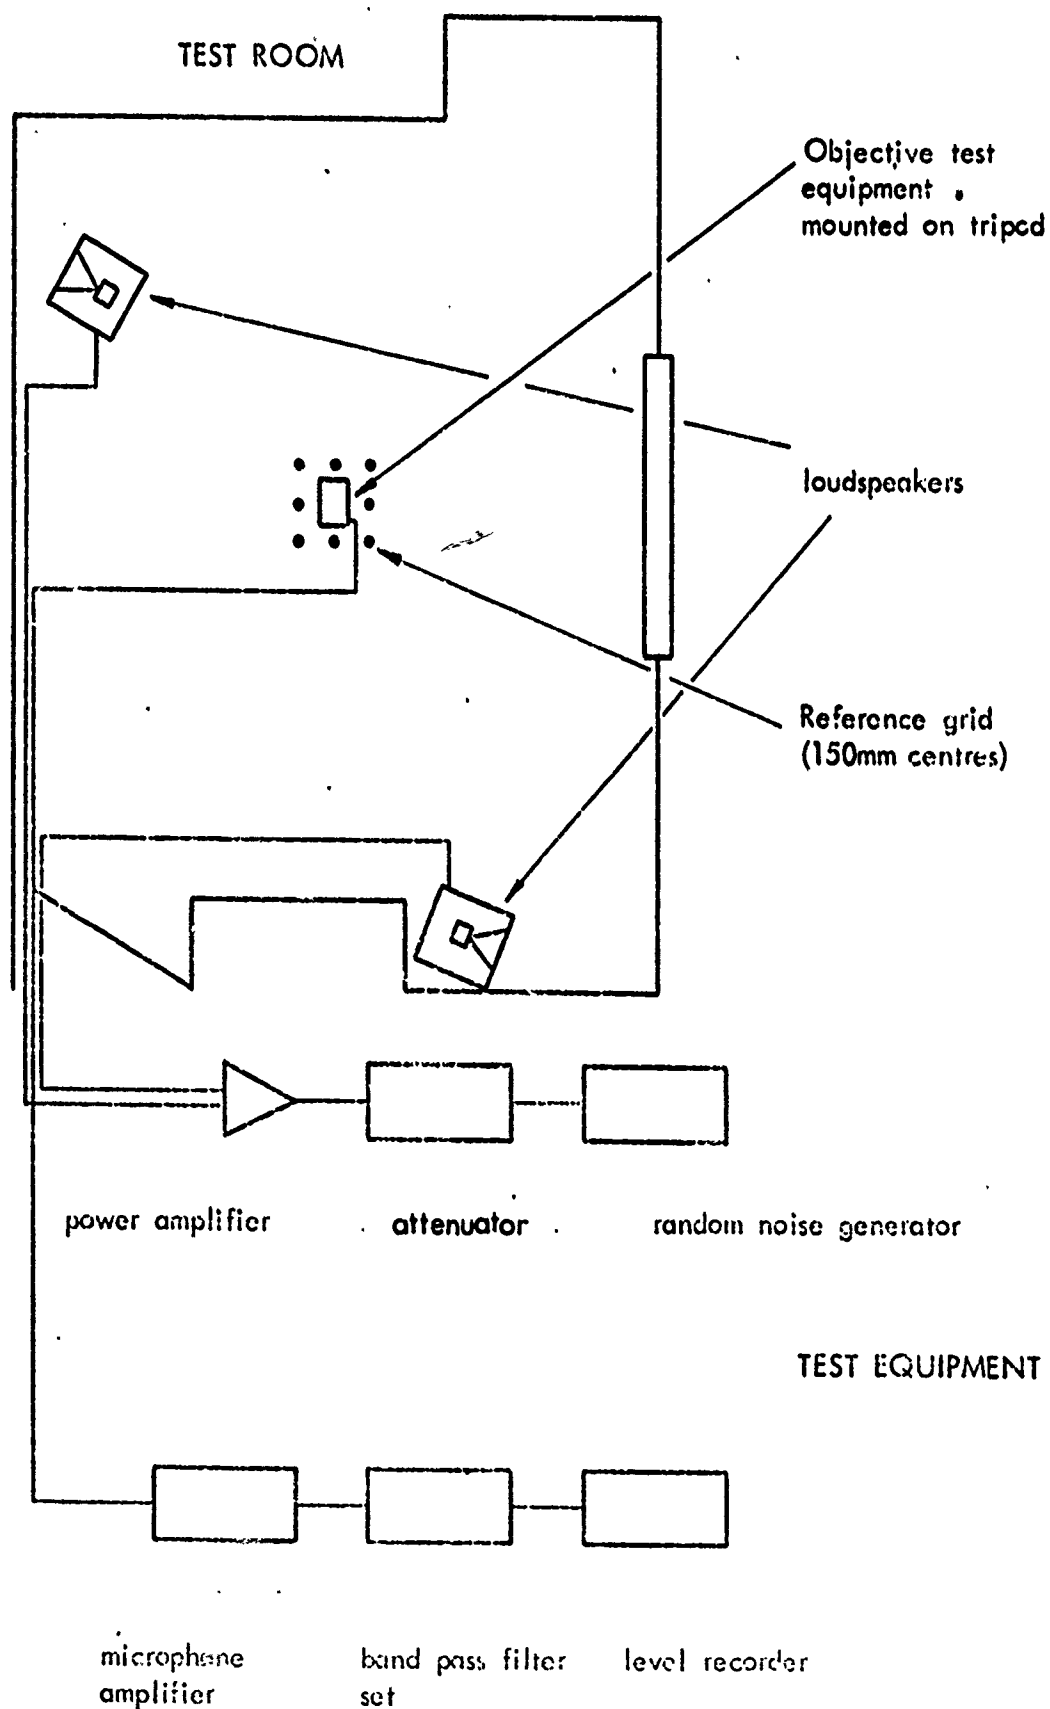 TEST ROOM
Objective test
equipment
mounted on tripod
loudspeakers
Reference grid
(150mm centres)
power amplifier
attenuator
random noise generator
TEST EQUIPMENT
microphone
amplifier
band pass filter
set
level recorder